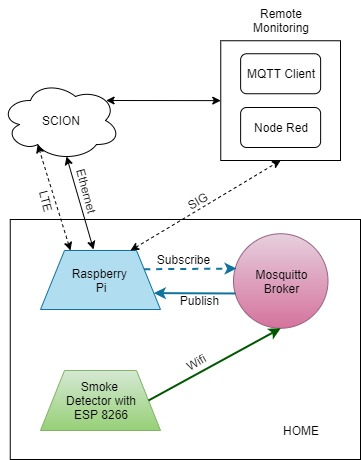 Remote
Monitoring
MQTT Client
Node Red
SCION
LTE
Ethernet
SIG
Raspberry
Pi
Subscribe
Publish
Mosquitto
Broker
Wifi
Smoke
Detector with
ESP 8266
HOME